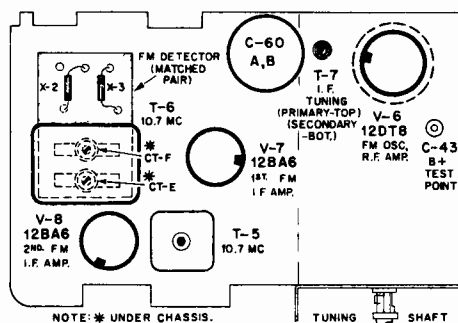 FM DETECTOR
(MATCHED
PAIR)
X-2
X-3
C-60
A,B
T-7
I.F.
TUNING
(PRIMARY-TOP)
(SECONDARY
-BOT.)
V-6
12DT8
FM OSC,
R.F. AMP.
C-43
B+
TEST
POINT
T-6
10.7 MC
*
CT-F
*
CT-E
V-7
12BA6
1ST. FM
I.F AMP.
V-8
12BA6
2ND. FM
I.F. AMP.
T-5
10.7 MC
NOTE: * UNDER CHASSIS.
TUNING SHAFT